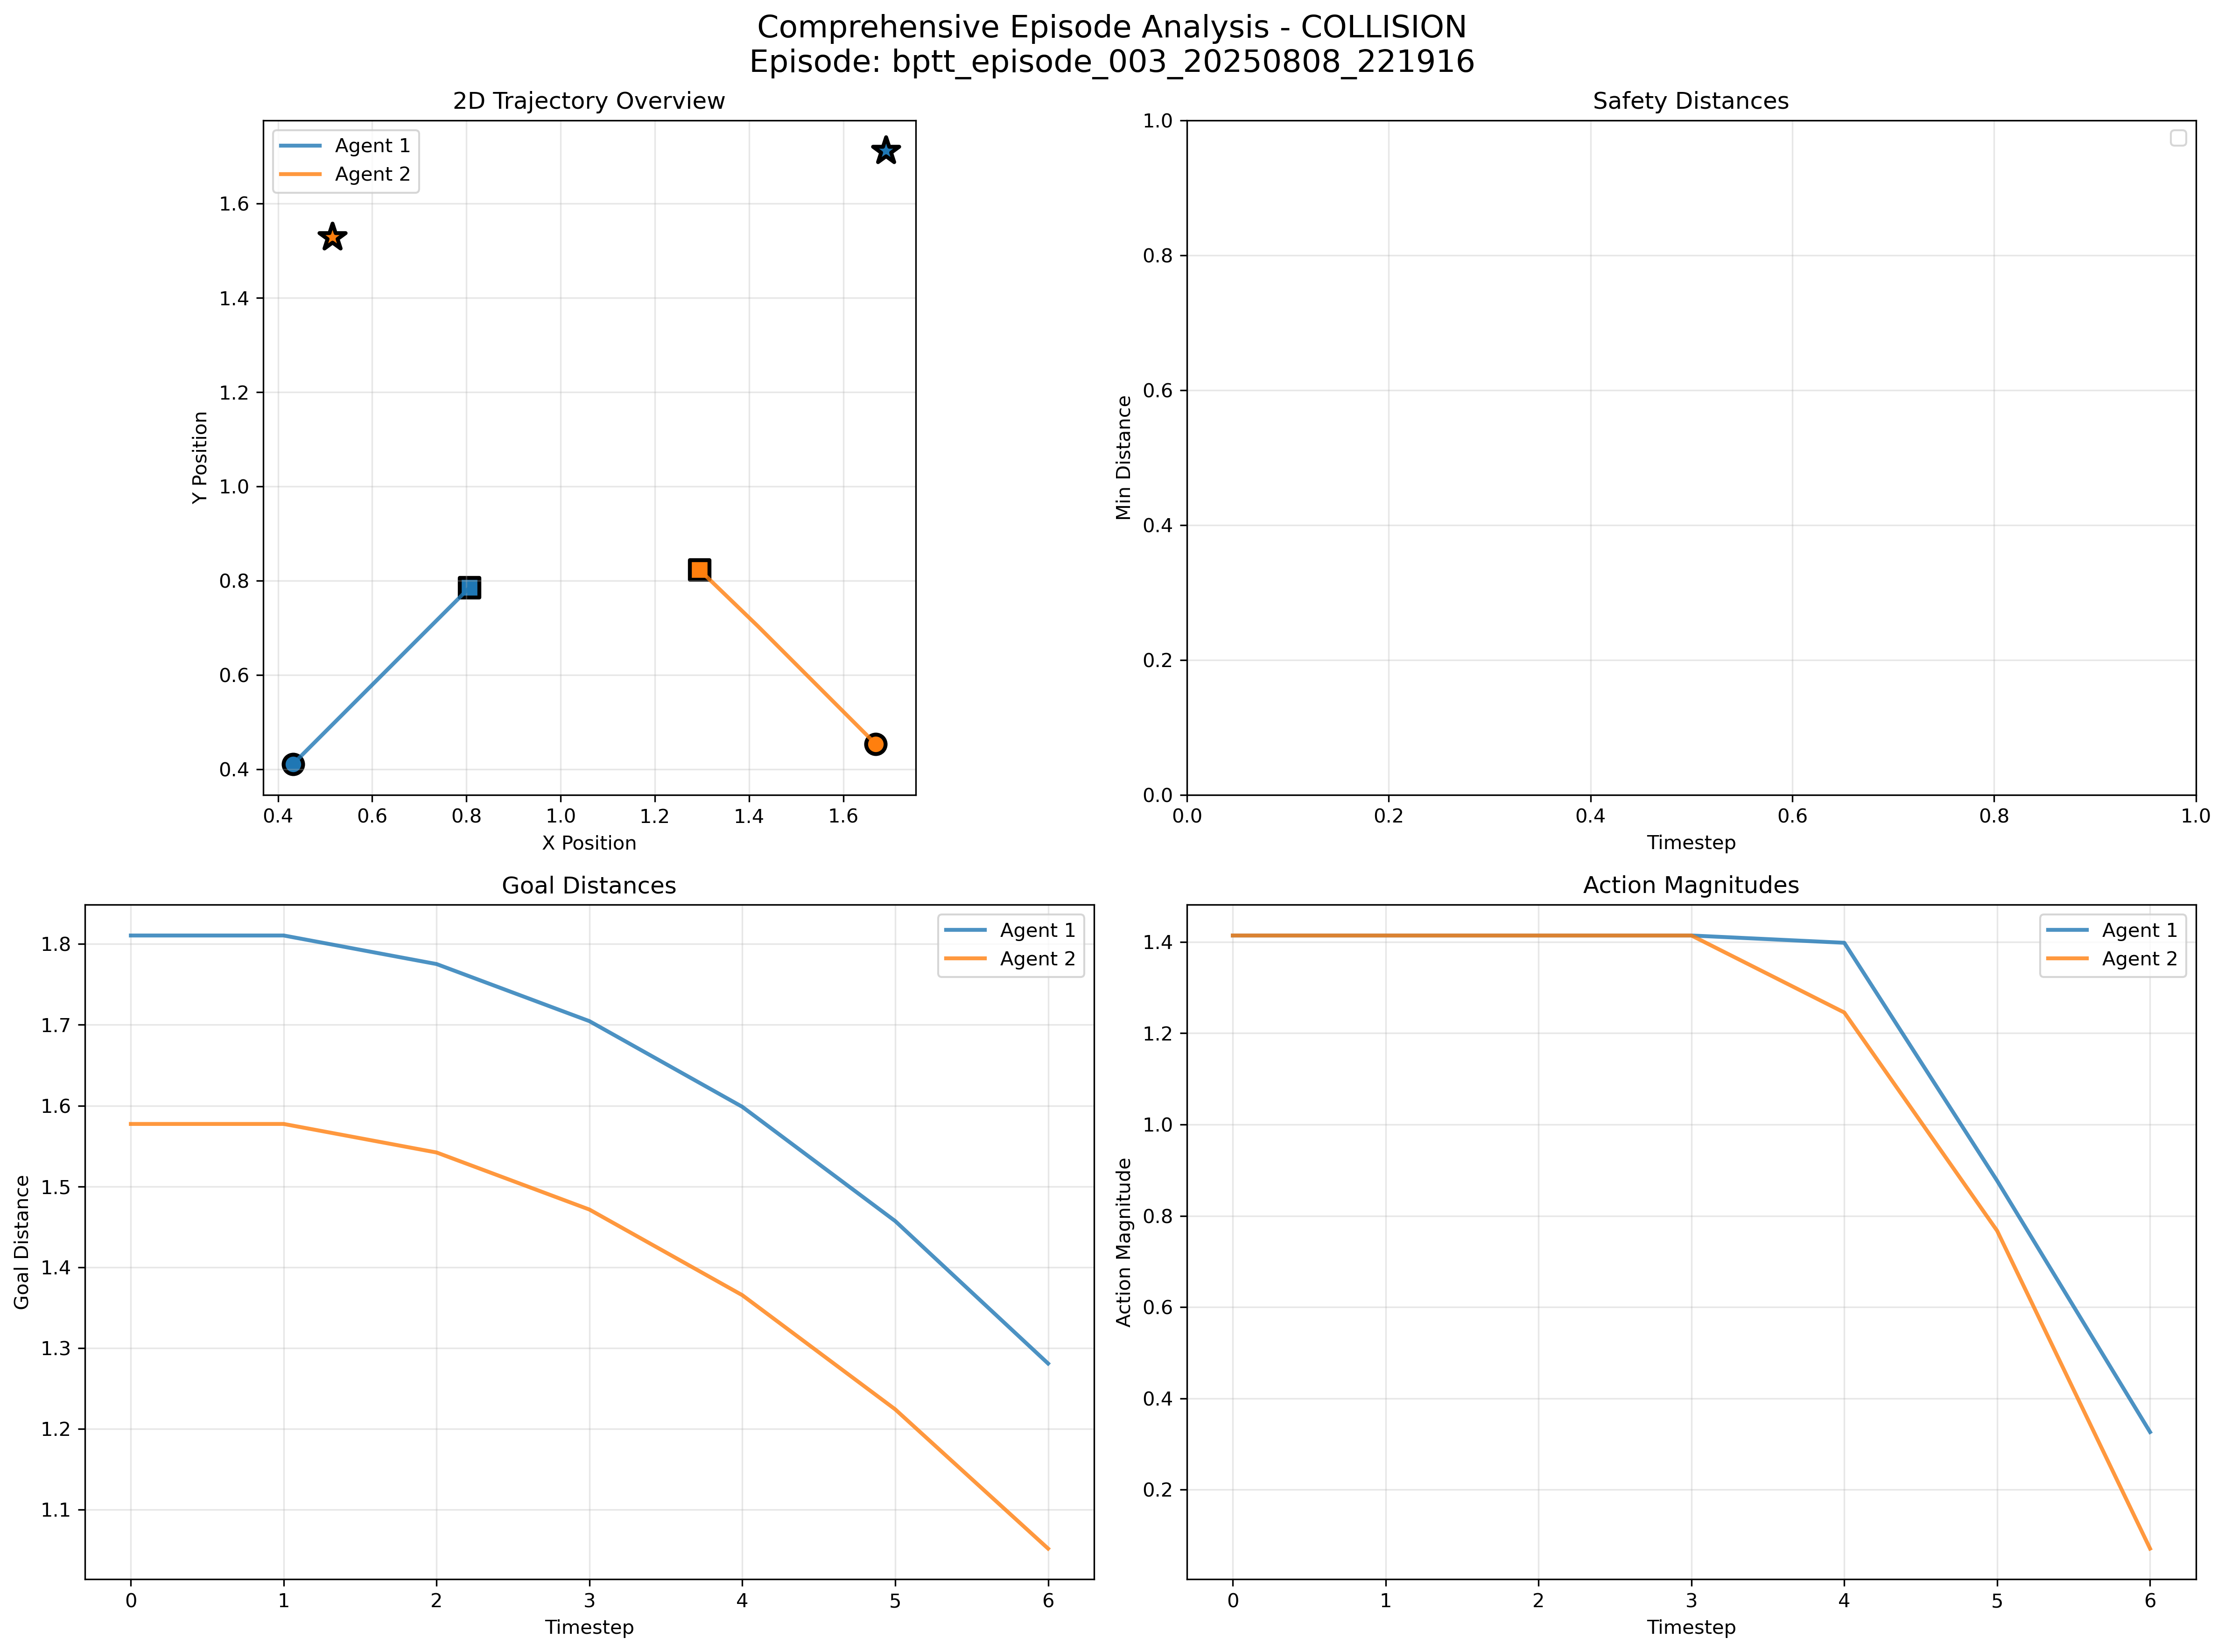 Comprehensive Episode Analysis - COLLISION
Episode: bptt_episode_003_20250808_221916
2D Trajectory Overview
Agent 1
Agent 2
Y Position
1.6
1.4
1.2
1.0
0.8
0.6
0.4
0.4 0.6 0.8 1.0 1.2 1.4 1.6
X Position
Safety Distances
Min Distance
1.0
0.8
0.6
0.4
0.2
0.0
0.0 0.2 0.4 0.6 0.8 1.0
Timestep
Goal Distances
Agent 1
Agent 2
Goal Distance
1.8
1.7
1.6
1.5
1.4
1.3
1.2
1.1
0 1 2 3 4 5 6
Timestep
Action Magnitudes
Agent 1
Agent 2
Action Magnitude
1.4
1.2
1.0
0.8
0.6
0.4
0.2
0 1 2 3 4 5 6
Timestep